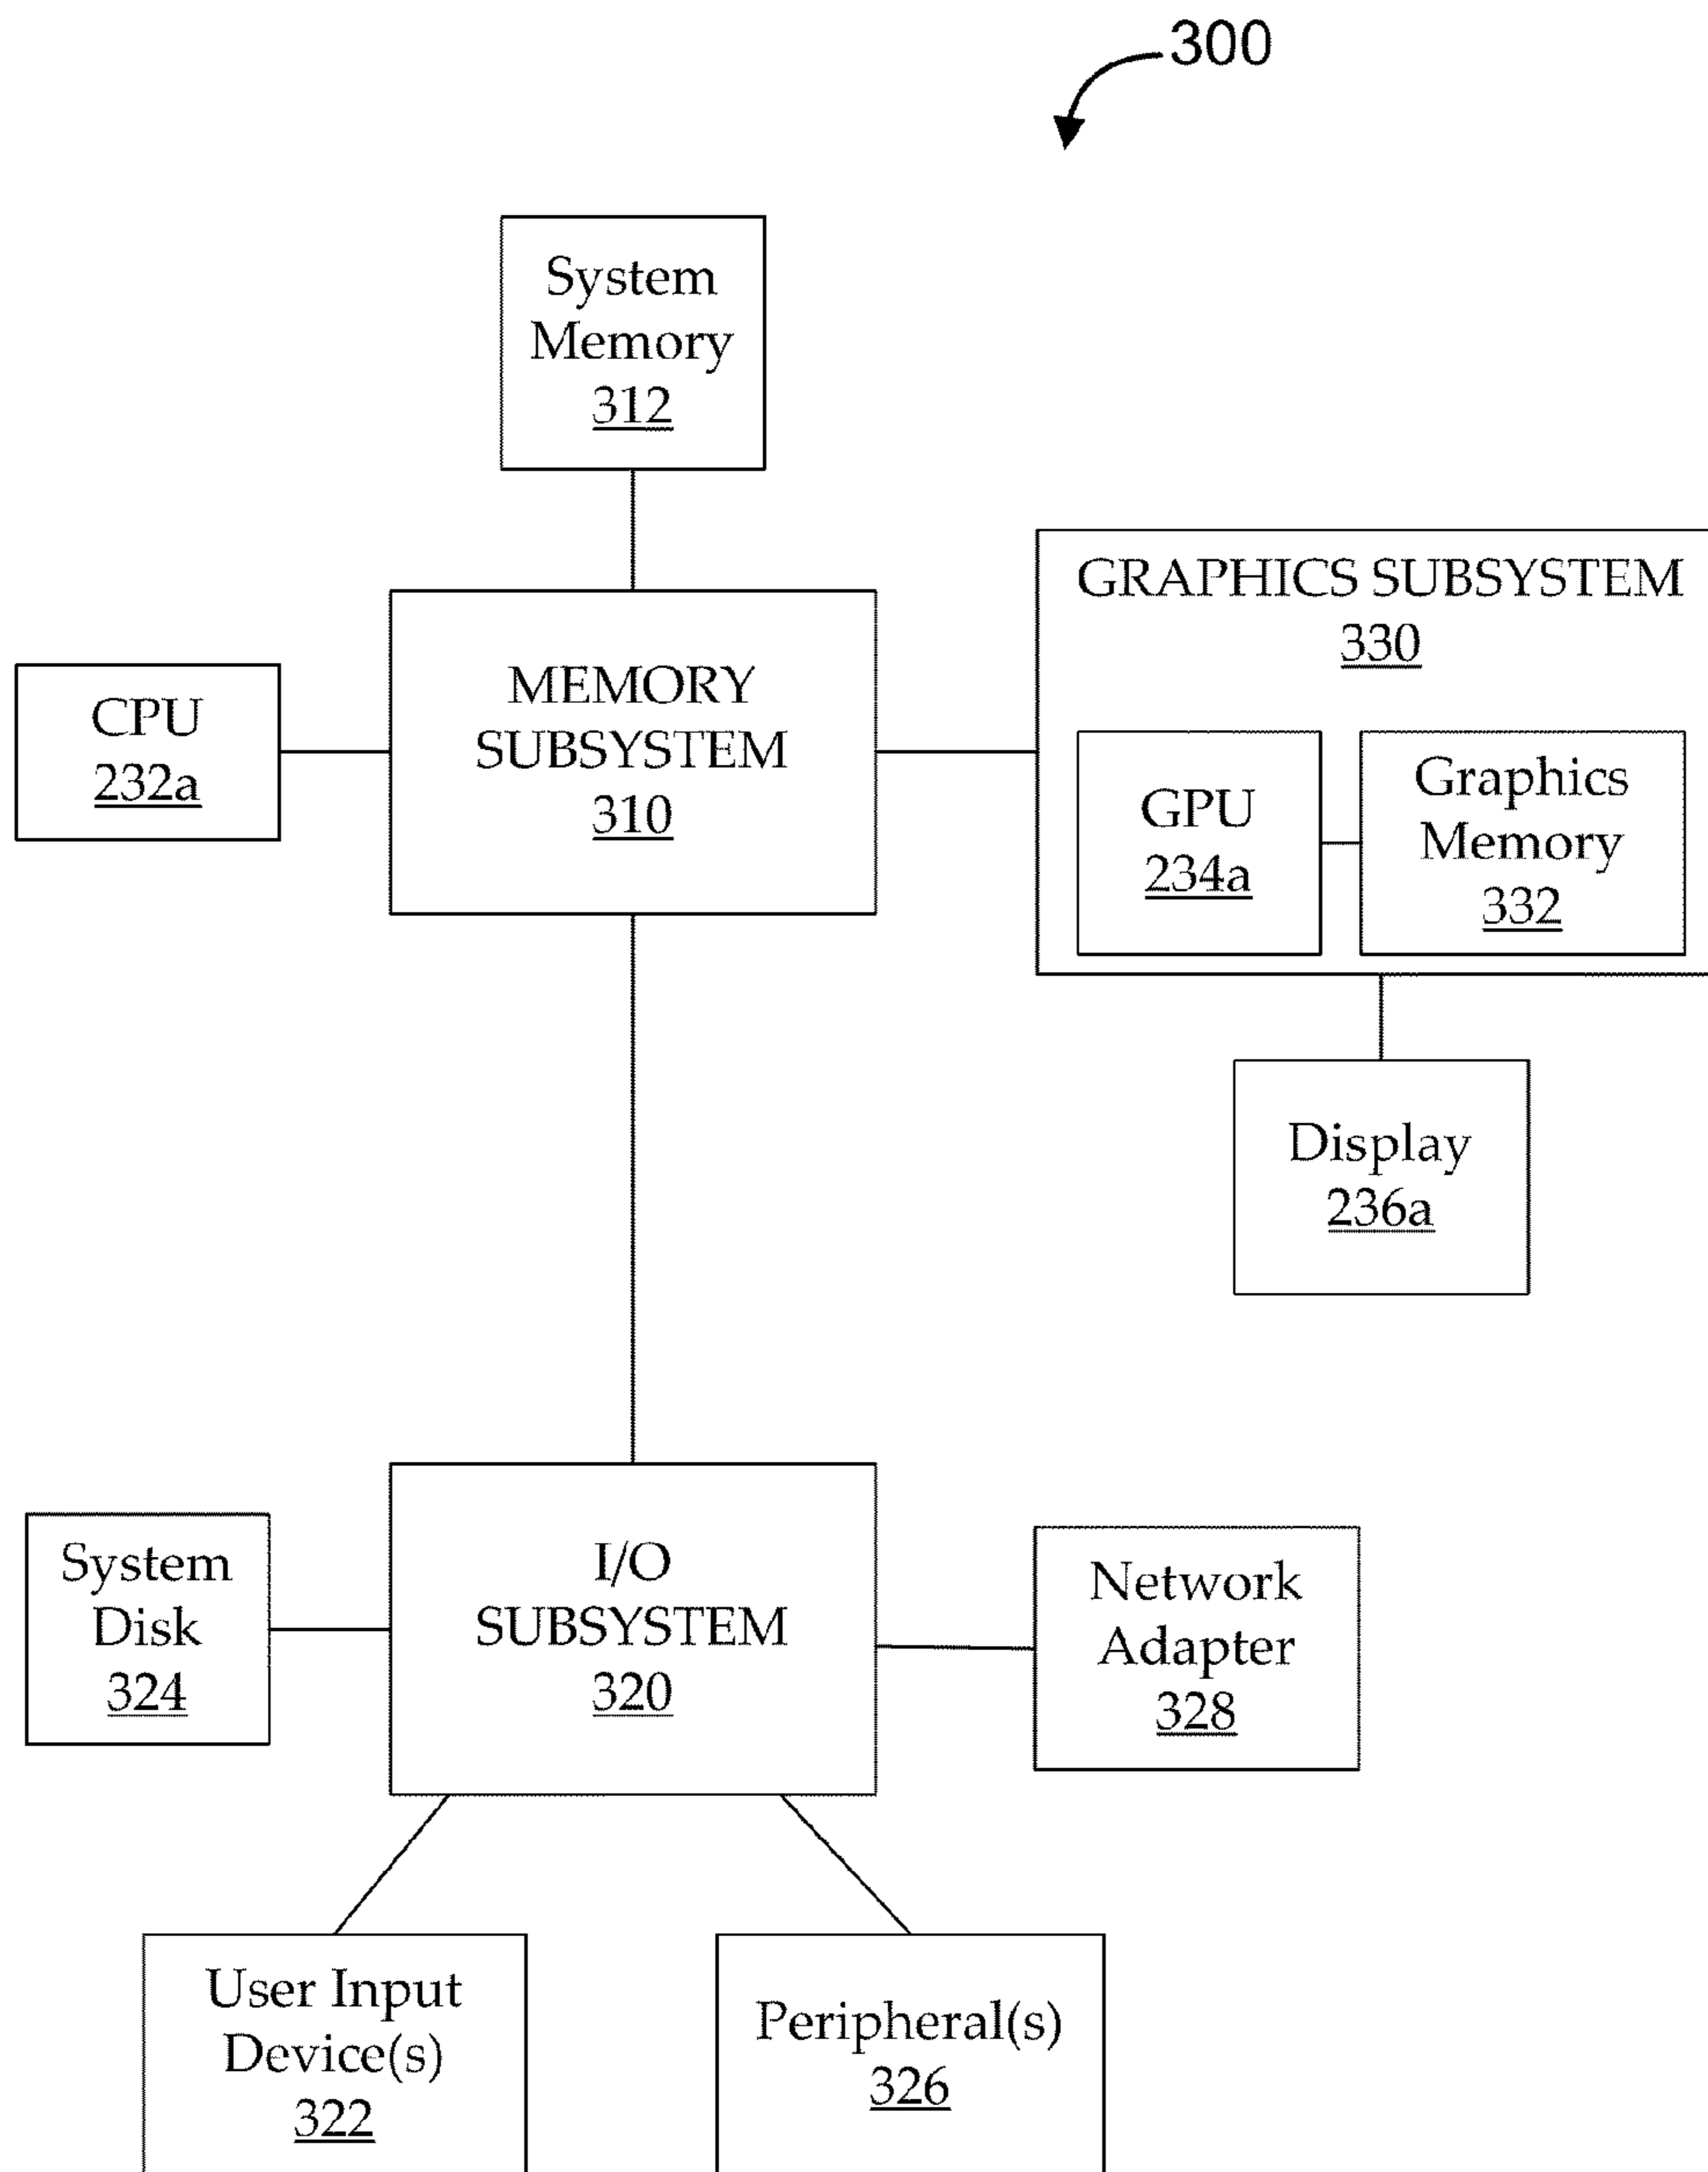 300
System
Memory
312
GRAPHICS SUBSYSTEM
330
MEMORY
SUBSYSTEM
310
CPU
232a
GPU
234a
Graphics
Memory
332
Display
236a
I/O
SUBSYSTEM
320
System
Disk
324
Network
Adapter
328
User Input
Device(s)
322
Peripheral(s)
326